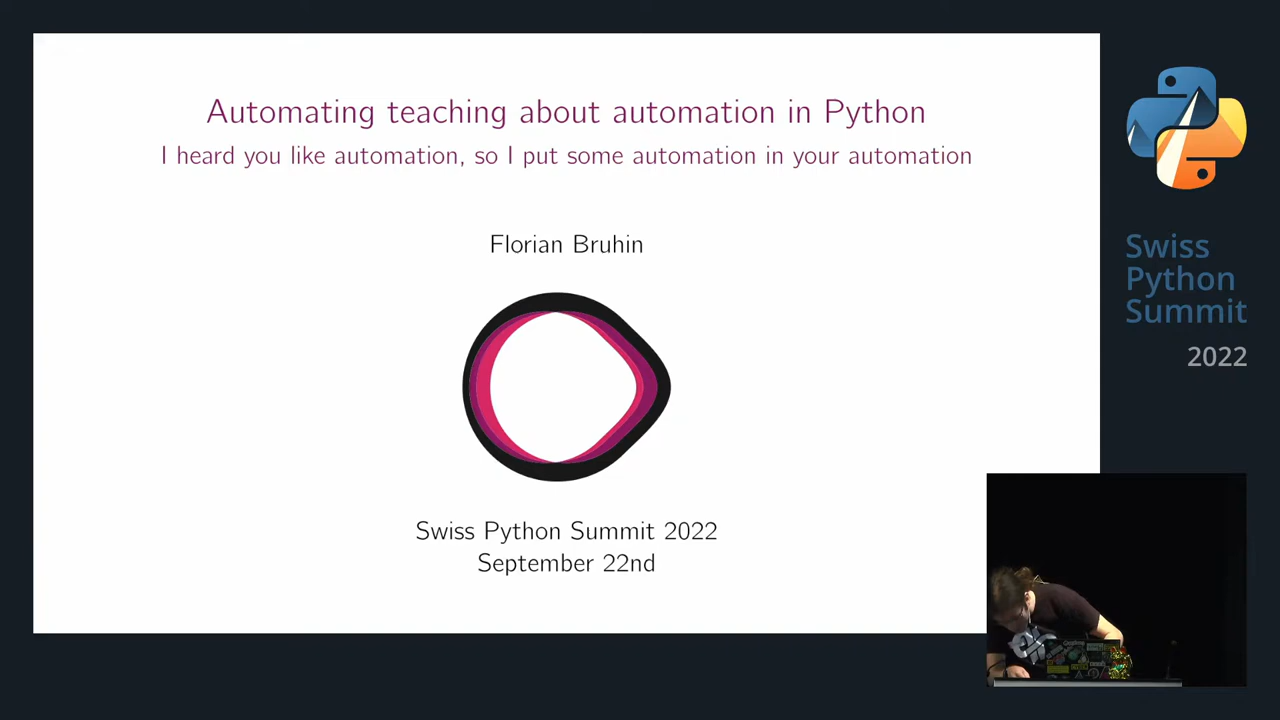 Automating teaching about automation in Python
I heard you like automation, so I put some automation in your automation
Florian Bruhin
Swiss Python Summit 2022
September 22nd
Swiss
Python
Summit
2022